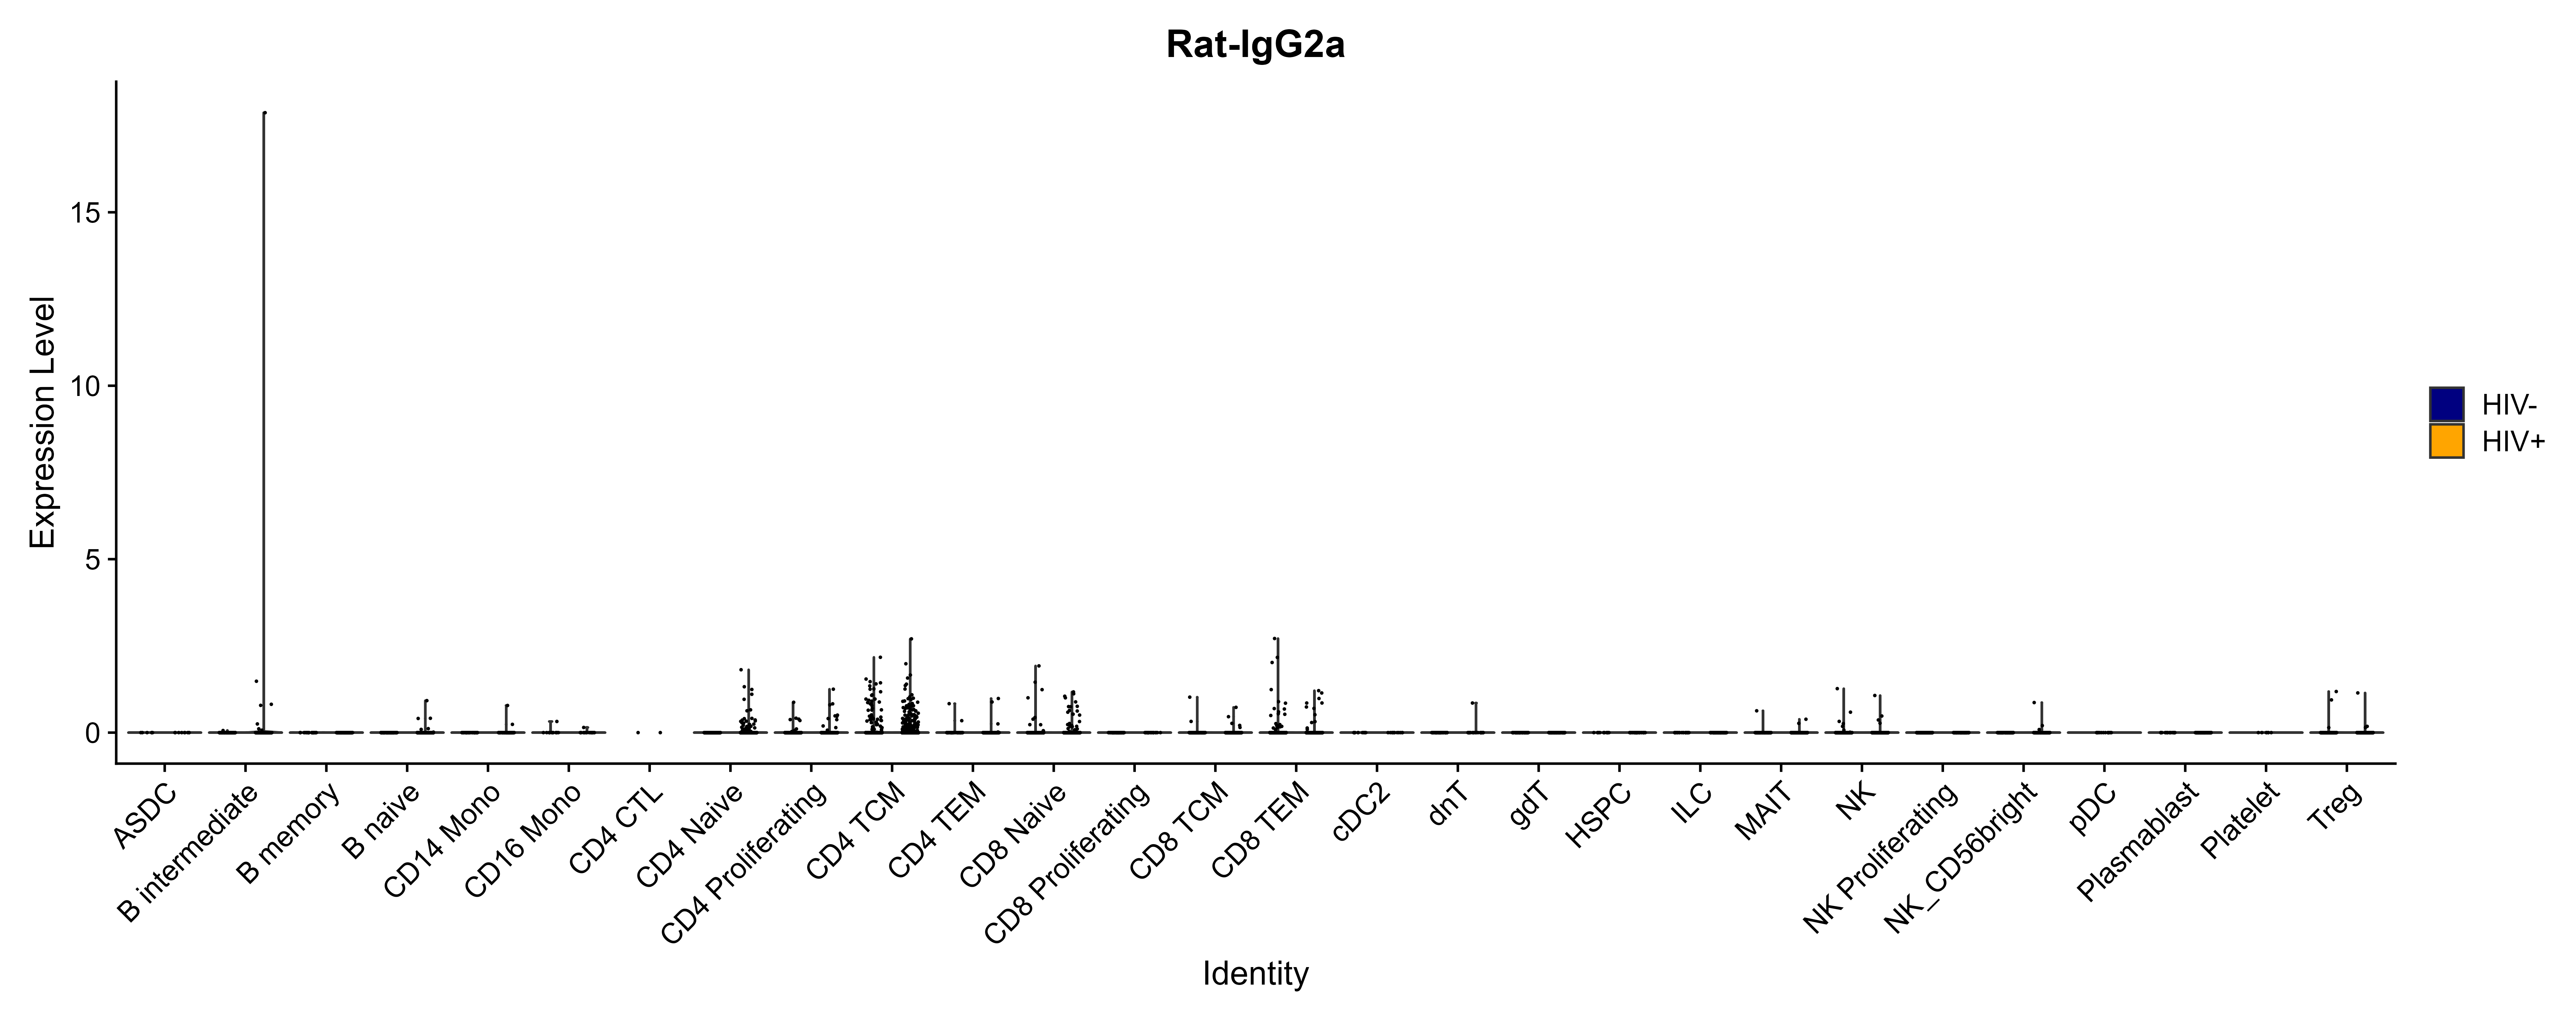 Rat-IgG2a
Expression Level
15
10
5
0
HIV-
HIV+
ASDC
B intermediate
B memory
B naive
CD14 Mono
CD16 Mono
CD4 CTL
CD4 Naive
CD4 Proliferating
CD4 TCM
CD4 TEM
CD8 Naive
CD8 Proliferating
CD8 TCM
CD8 TEM
cDC2
dnT
gdT
HSPC
ILC
MAIT
NK
NK Proliferating
NK_CD56bright
pDC
Plasmablast
Platelet
Treg
Identity